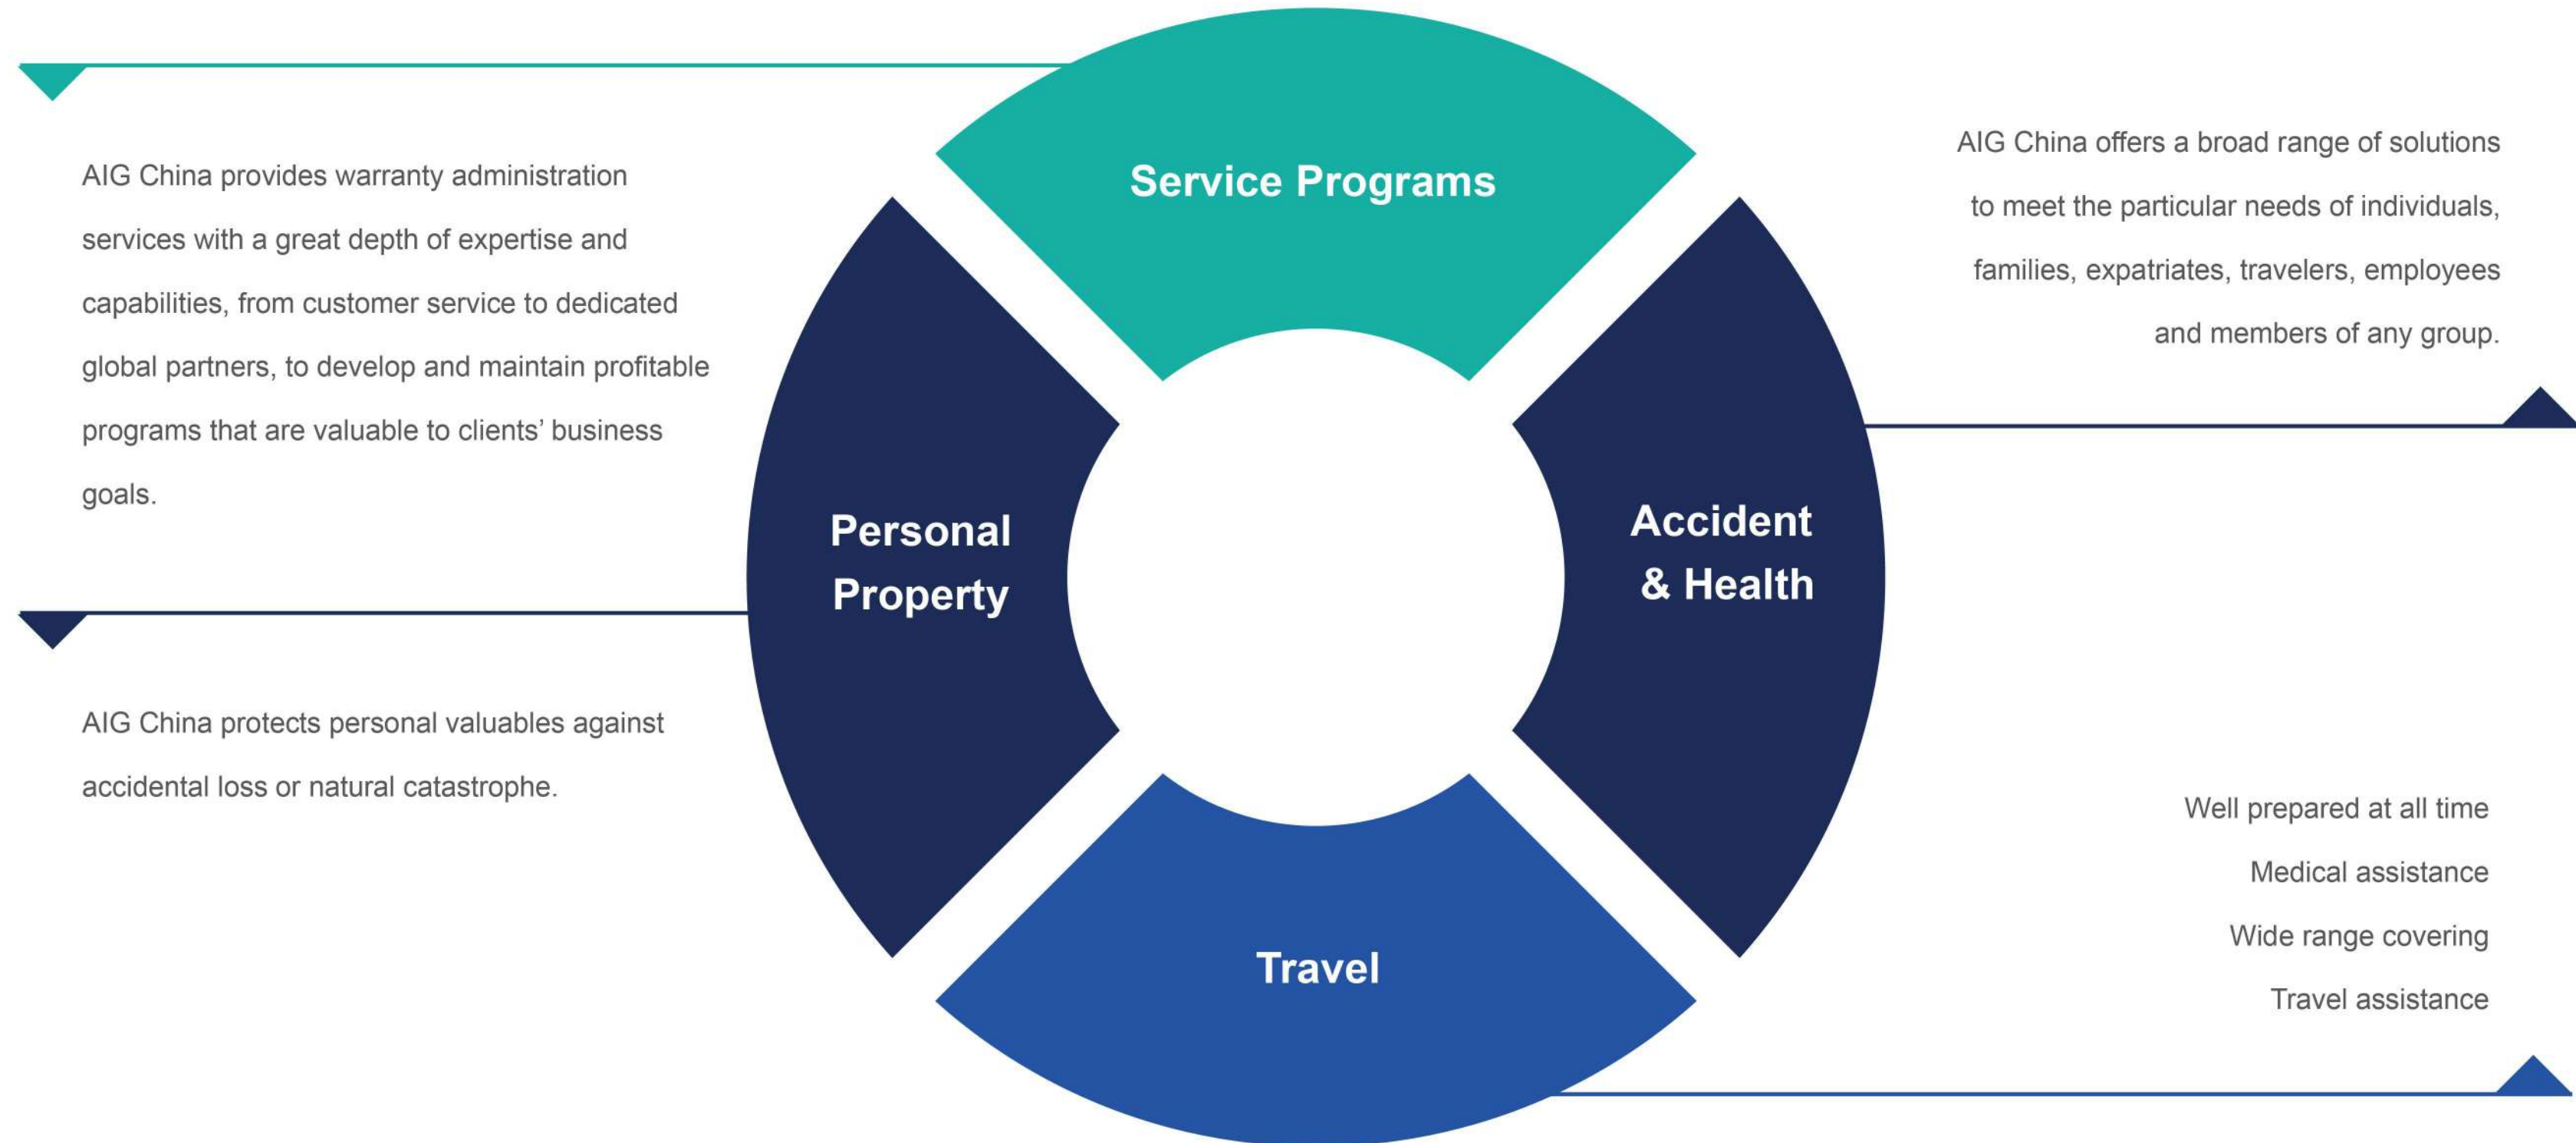 Service Programs
AIG China provides warranty administration
services with a great depth of expertise and
capabilities, from customer service to dedicated
global partners, to develop and maintain profitable
programs that are valuable to clients’ business
goals.
AIG China offers a broad range of solutions
to meet the particular needs of individuals,
families, expatriates, travelers, employees
and members of any group.
Personal
Property
Accident
& Health
AIG China protects personal valuables against
accidental loss or natural catastrophe.
Travel
Well prepared at all time
Medical assistance
Wide range covering
Travel assistance